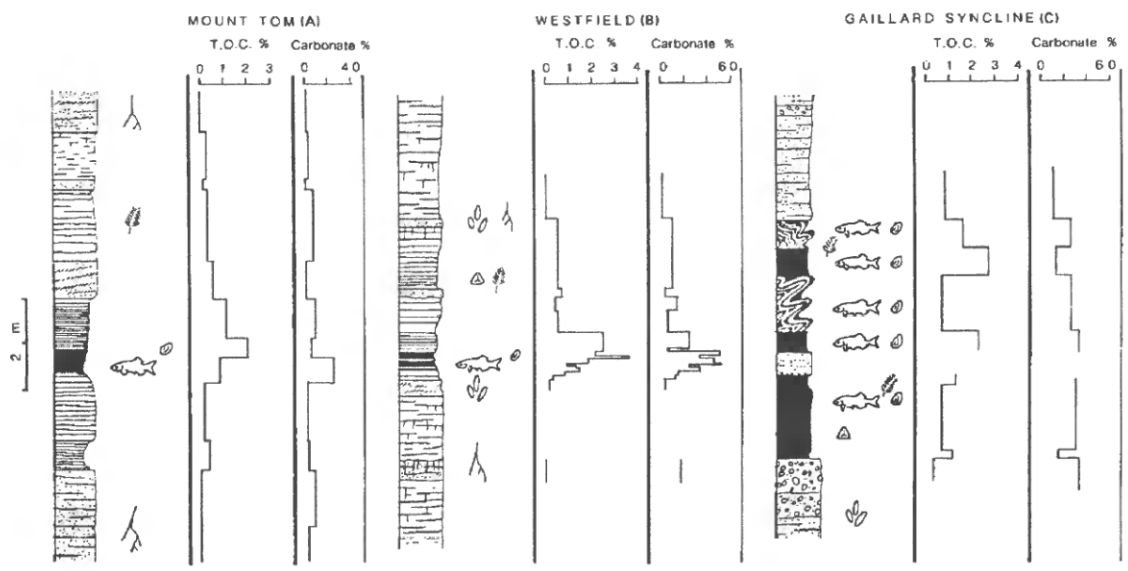 MOUNT TOM (A)
T.O.C. %
Carbonate %
0 1 2 3
0 40
WESTFIELD (B)
T.O.C %
Carbonate %
0 1 2 3 4
0 60
GAILLARD SYNCLINE (C)
T.O.C. %
Carbonate %
0 1 2 3 4
0 60
2 m